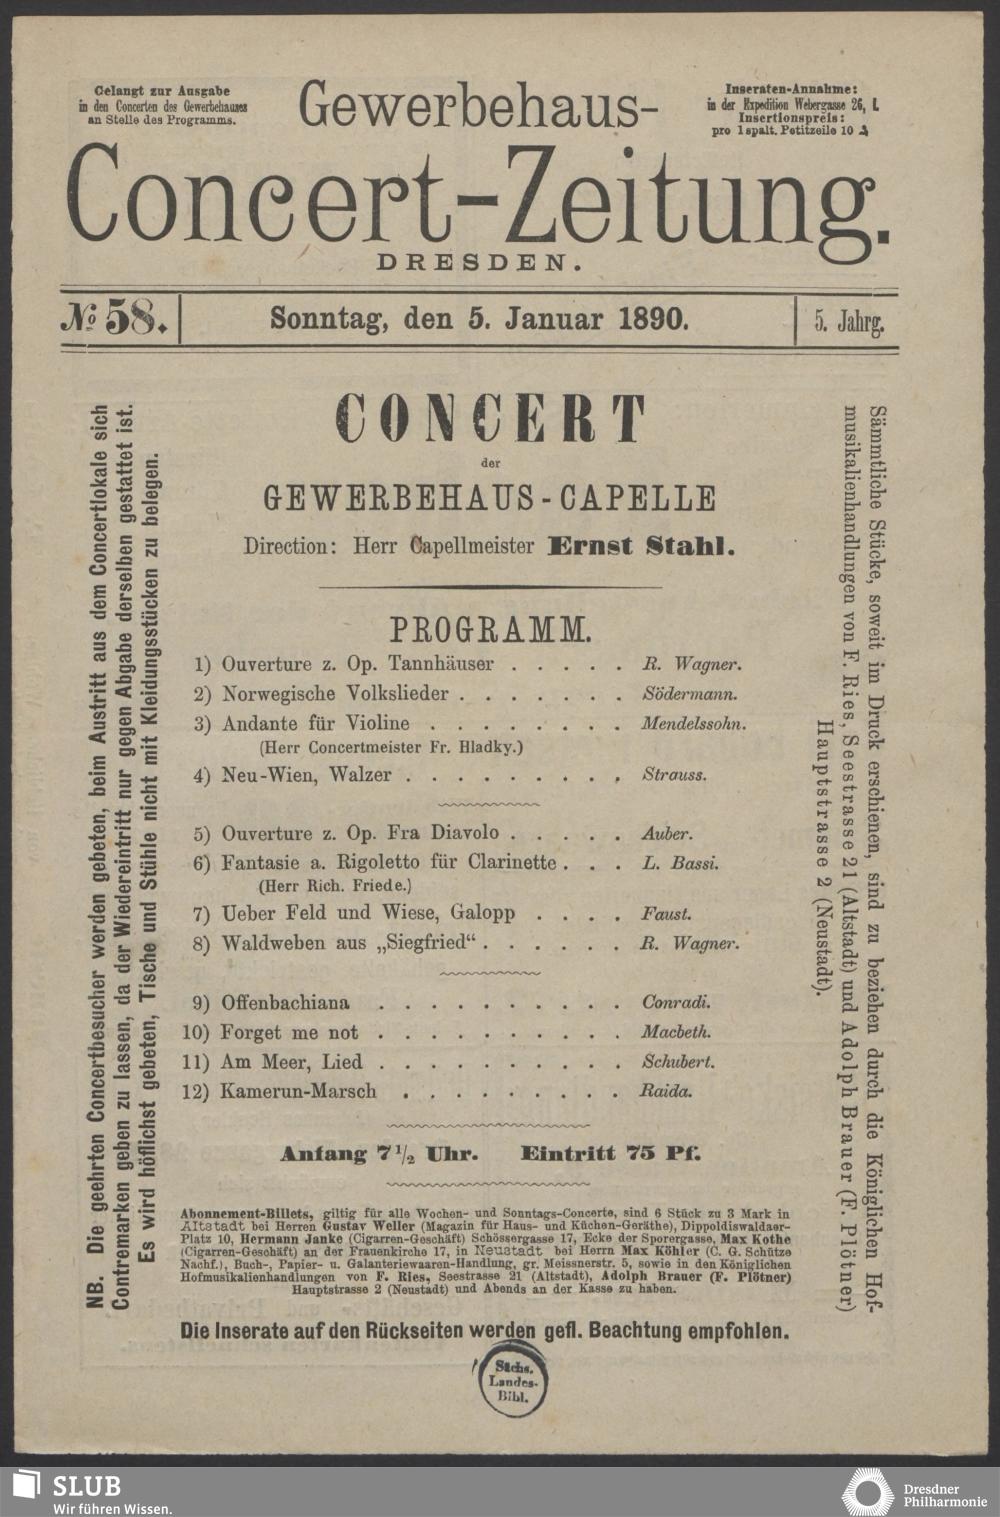 Gelangt zur Ausgabe
in den Concerten des Gewerbehauses
an Stelle des Programms.
Gewerbehaus-
Inseraten-Annahme:
in der Expedition Webergasse 26, I.
Insertionspreis:
pro 1spalt. Petitzeile 10 ₰
Concert-Zeitung.
DRESDEN.
№ 58.
Sonntag, den 5. Januar 1890.
5. Jahrg.
NB. Die geehrten Concertbesucher werden gebeten, beim Austritt aus dem Concertlokale sich
Contremarken geben zu lassen, da der Wiedereintritt nur gegen Abgabe derselben gestattet ist.
Es wird höflichst gebeten, Tische und Stühle nicht mit Kleidungsstücken zu belegen.
CONCERT
der
GEWERBEHAUS-CAPELLE
Direction: Herr Capellmeister Ernst Stahl.
PROGRAMM.
1) Ouverture z. Op. Tannhäuser . . . . . R. Wagner.
2) Norwegische Volkslieder . . . . . . . Södermann.
3) Andante für Violine . . . . . . . . Mendelssohn.
(Herr Concertmeister Fr. Hladky.)
4) Neu-Wien, Walzer . . . . . . . . . Strauss.
5) Ouverture z. Op. Fra Diavolo . . . . . Auber.
6) Fantasie a. Rigoletto für Clarinette . . . L. Bassi.
(Herr Rich. Friede.)
7) Ueber Feld und Wiese, Galopp . . . . Faust.
8) Waldweben aus „Siegfried“ . . . . . . R. Wagner.
9) Offenbachiana . . . . . . . . . . Conradi.
10) Forget me not . . . . . . . . . . Macbeth.
11) Am Meer, Lied . . . . . . . . . . Schubert.
12) Kamerun-Marsch . . . . . . . . . Raida.
Anfang 7 1/2 Uhr. Eintritt 75 Pf.
Abonnement-Billets, giltig für alle Wochen- und Sonntags-Concerte, sind 6 Stück zu 3 Mark in
Altstadt bei Herren Gustav Weller (Magazin für Haus- und Küchen-Geräthe), Dippoldiswaldaer-
Platz 10, Hermann Janke (Cigarren-Geschäft) Schössergasse 17, Ecke der Sporergasse, Max Kothe
(Cigarren-Geschäft) an der Frauenkirche 17, in Neustadt bei Herrn Max Köhler (C. G. Schütze
Nachf.), Buch-, Papier- u. Galanteriewaaren-Handlung, gr. Meissnerstr. 5, sowie in den Königlichen
Hofmusikalienhandlungen von F. Ries, Seestrasse 21 (Altstadt), Adolph Brauer (F. Plötner)
Hauptstrasse 2 (Neustadt) und Abends an der Kasse zu haben.
Die Inserate auf den Rückseiten werden gefl. Beachtung empfohlen.
Sämmtliche Stücke, soweit im Druck erschienen, sind zu beziehen durch die Königlichen Hof-
musikalienhandlungen von F. Ries, Seestrasse 21 (Altstadt) und Adolph Brauer (F. Plötner)
Hauptstrasse 2 (Neustadt).
Sächs.
Landes-
Bibl.
SLUB
Wir führen Wissen.
Dresdner
Philharmonie